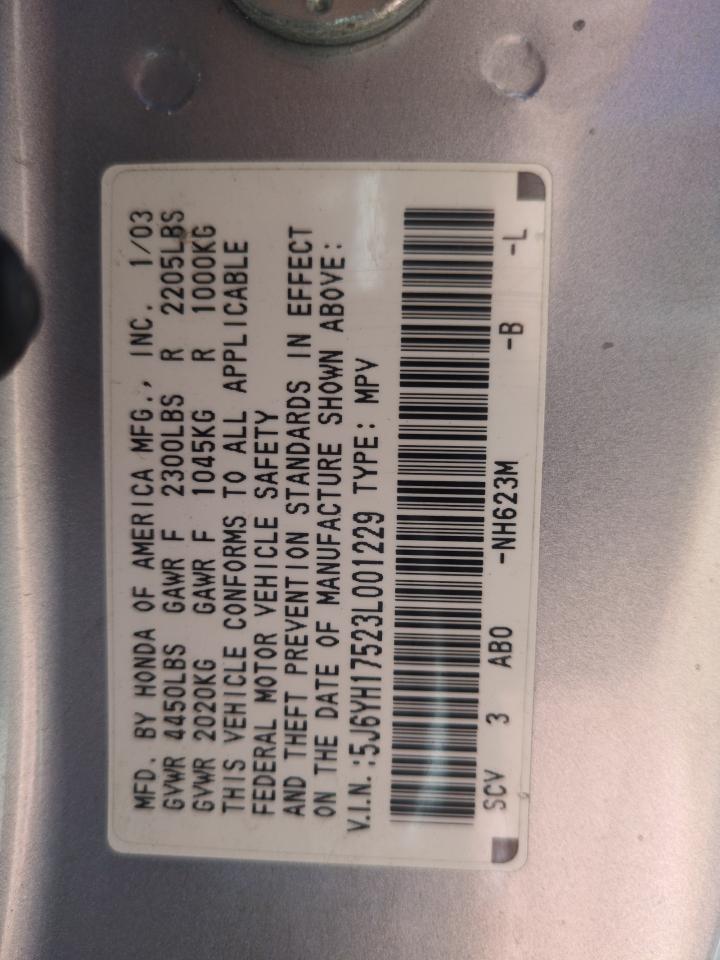 MFD. BY HONDA OF AMERICA MFG., INC. 1/03
GVWR 4450LBS GAWR F 2300LBS R 2205LBS
GVWR 2020KG GAWR F 1045KG R 1000KG
THIS VEHICLE CONFORMS TO ALL APPLICABLE
FEDERAL MOTOR VEHICLE SAFETY
AND THEFT PREVENTION STANDARDS IN EFFECT
ON THE DATE OF MANUFACTURE SHOWN ABOVE:
V.I.N.:5J6YH17523L001229 TYPE: MPV
SCV 3 ABO -NH623M -B -L